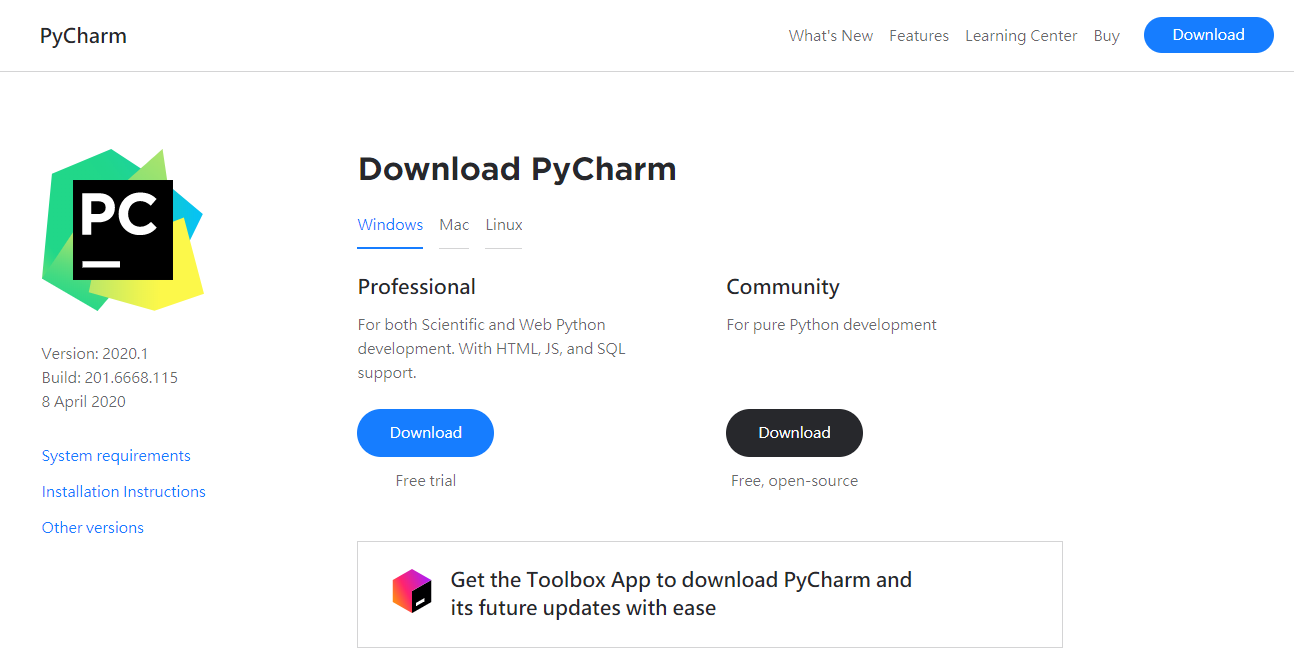 PyCharm
What's New
Features
Learning Center
Buy
Download
PC
Download PyCharm
Windows
Mac
Linux
Professional
For both Scientific and Web Python
development. With HTML, JS, and SQL
support.
Download
Free trial
Community
For pure Python development
Download
Free, open-source
Version: 2020.1
Build: 201.6668.115
8 April 2020
System requirements
Installation Instructions
Other versions
Get the Toolbox App to download PyCharm and
its future updates with ease